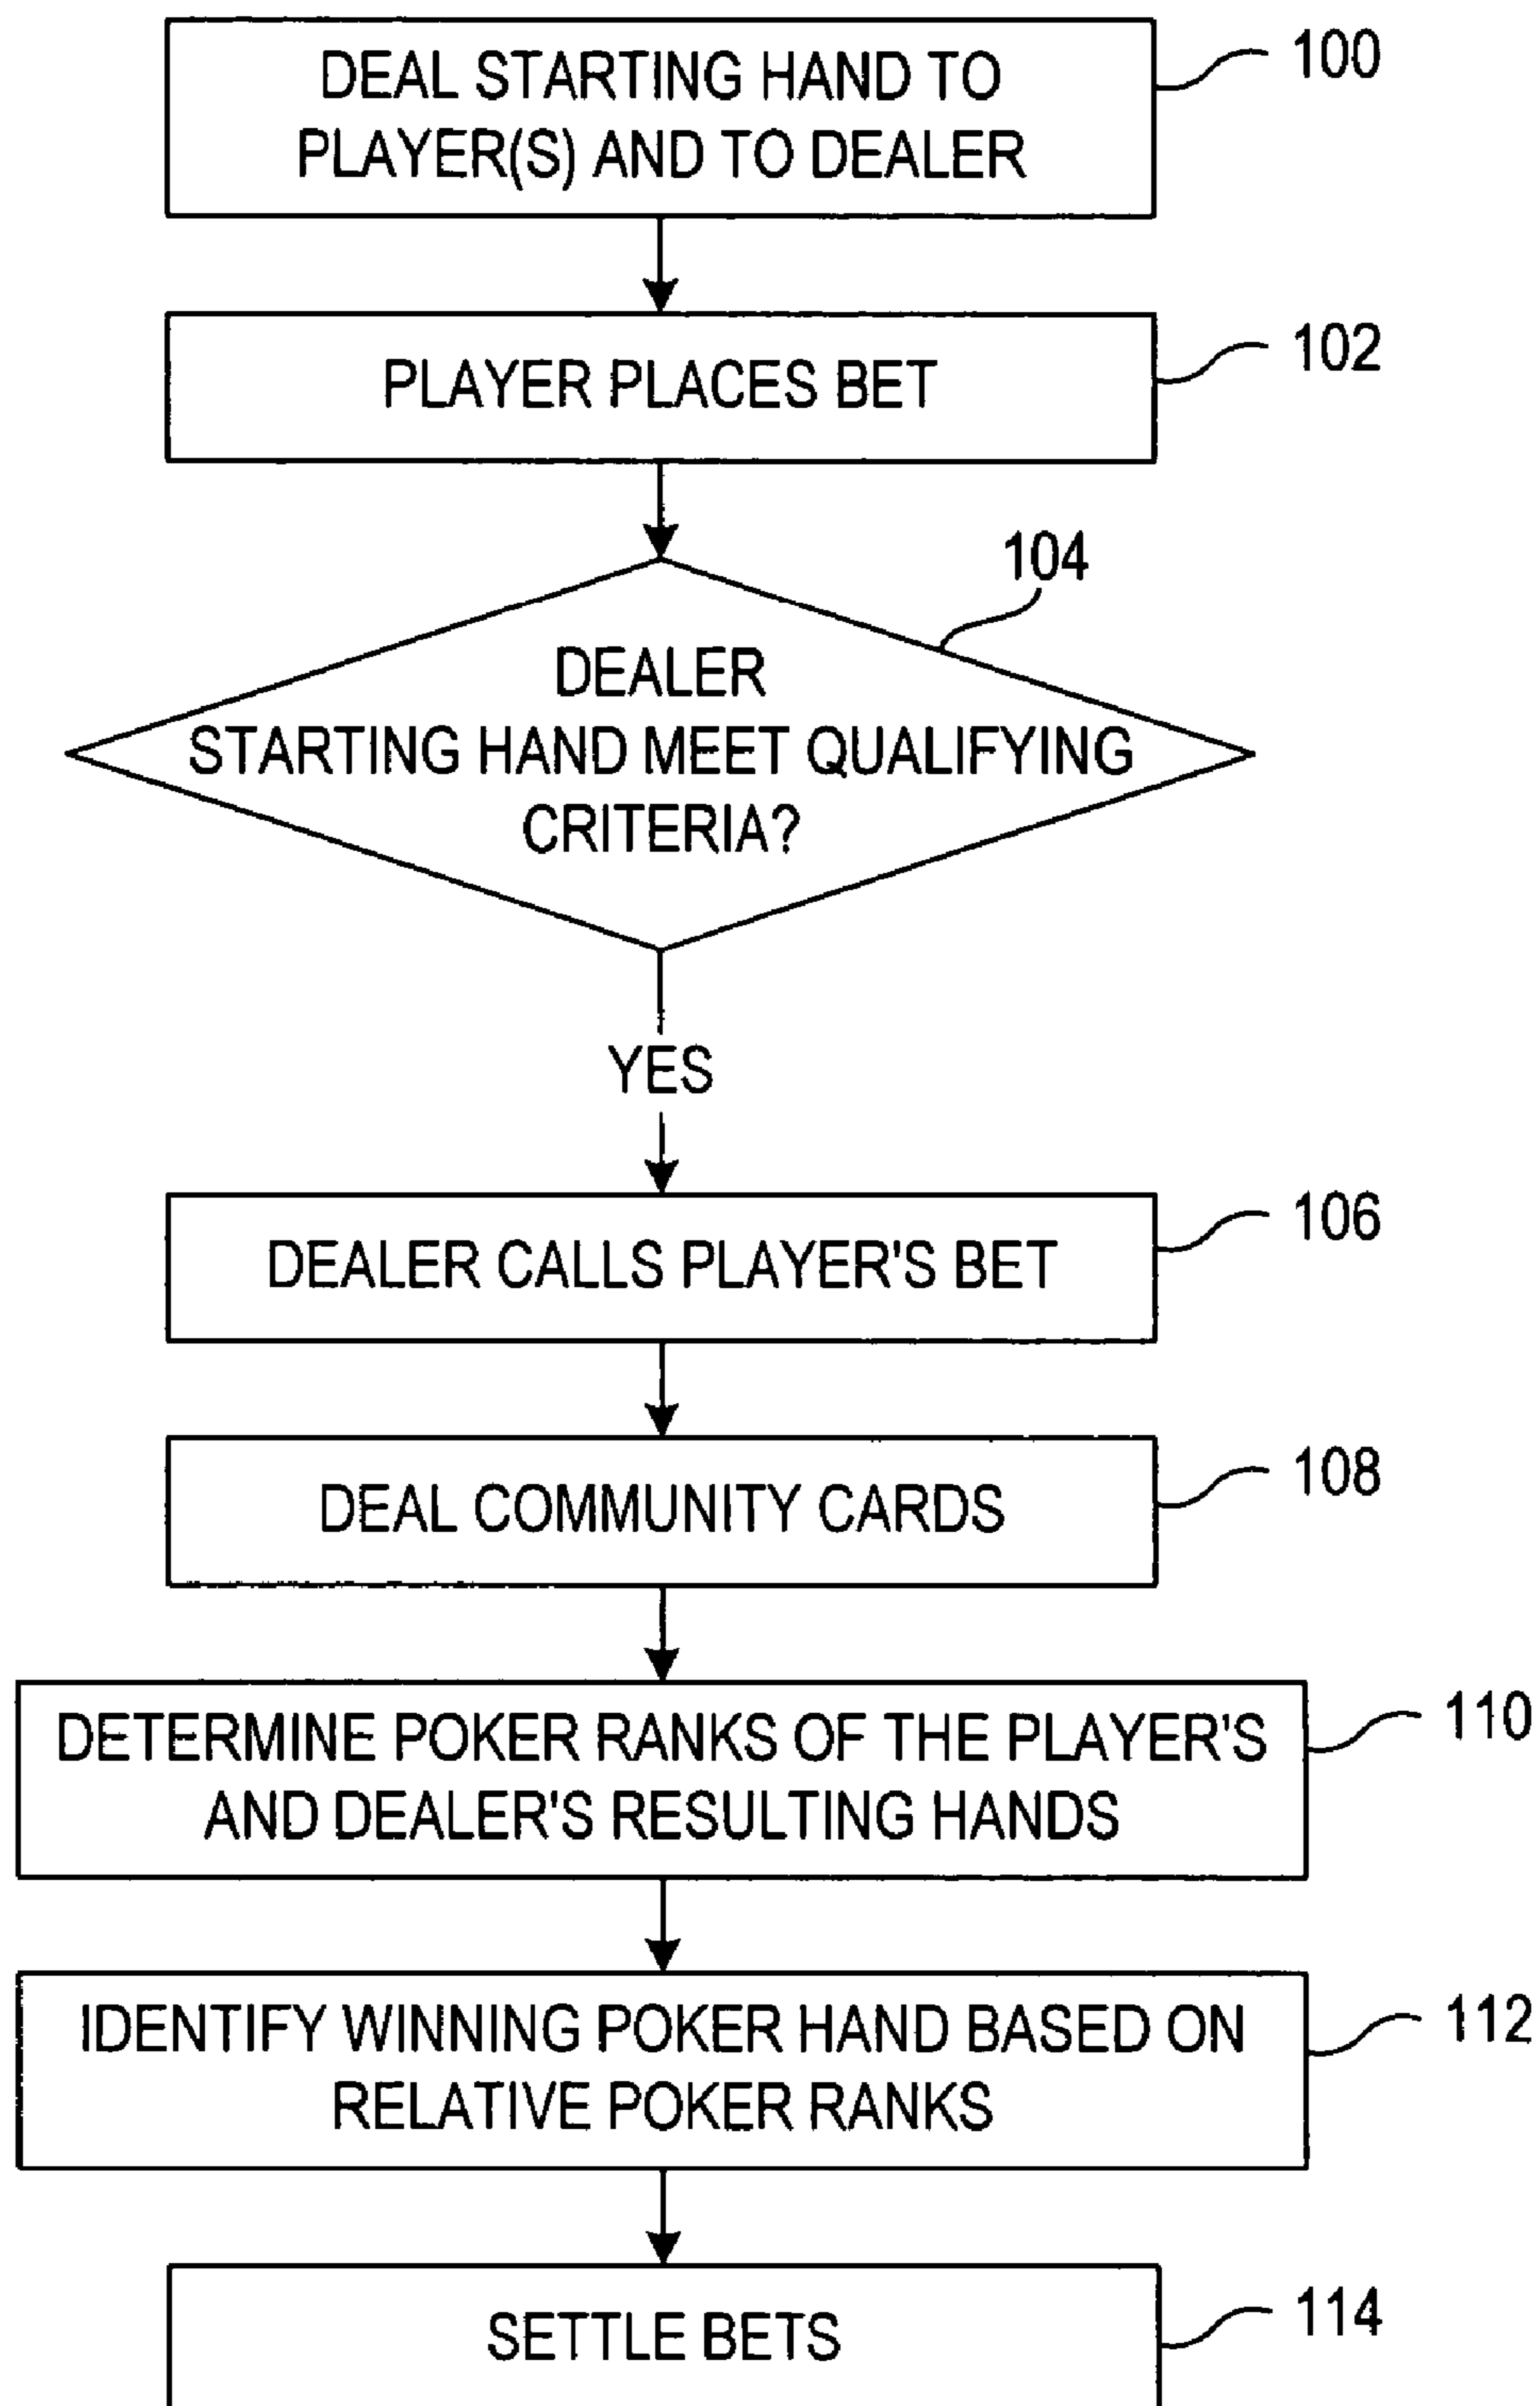 DEAL STARTING HAND TO
PLAYER(S) AND TO DEALER
100
PLAYER PLACES BET
102
104
DEALER
STARTING HAND MEET QUALIFYING
CRITERIA?
YES
DEALER CALLS PLAYER'S BET
106
DEAL COMMUNITY CARDS
108
DETERMINE POKER RANKS OF THE PLAYER'S
AND DEALER'S RESULTING HANDS
110
IDENTIFY WINNING POKER HAND BASED ON
RELATIVE POKER RANKS
112
SETTLE BETS
114